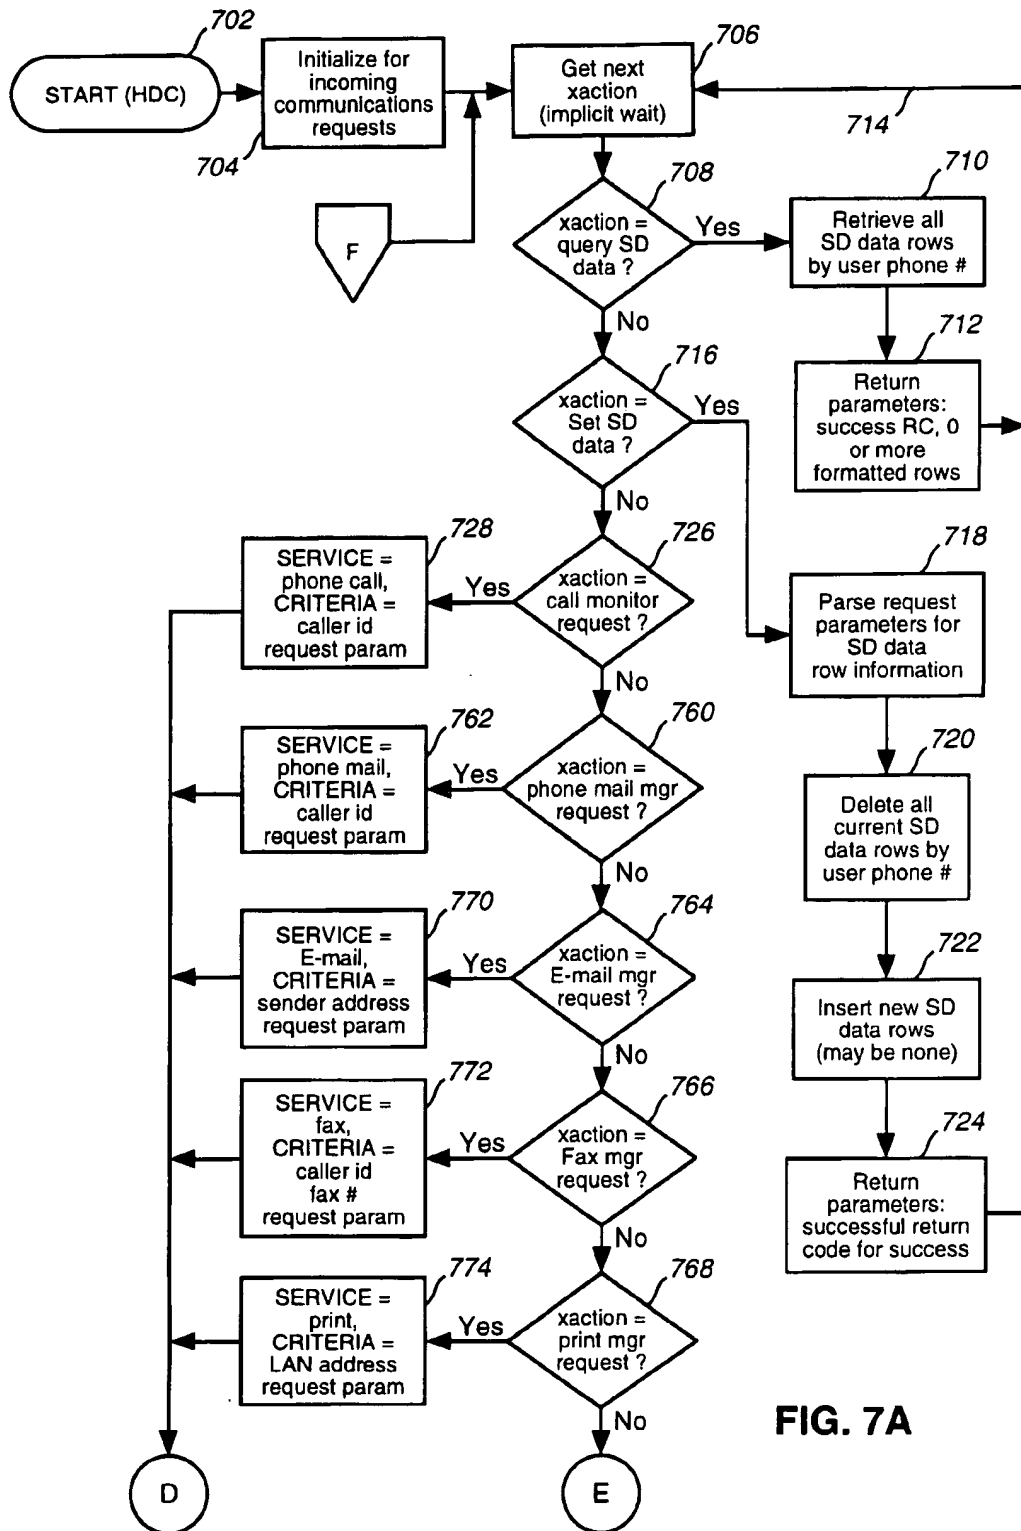 702
START (HDC)
704
Initialize for
incoming
communications
requests
706
Get next
xaction
(implicit wait)
714
F
708
xaction =
query SD
data ?
Yes
No
710
Retrieve all
SD data rows
by user phone #
712
Return
parameters:
success RC, 0
or more
formatted rows
716
xaction =
Set SD
data ?
Yes
No
718
Parse request
parameters for
SD data
row information
720
Delete all
current SD
data rows by
user phone #
722
Insert new SD
data rows
(may be none)
724
Return
parameters:
successful return
code for success
726
xaction =
call monitor
request ?
Yes
No
728
SERVICE =
phone call,
CRITERIA =
caller id
request param
760
xaction =
phone mail mgr
request ?
Yes
No
762
SERVICE =
phone mail,
CRITERIA =
caller id
request param
764
xaction =
E-mail mgr
request ?
Yes
No
770
SERVICE =
E-mail,
CRITERIA =
sender address
request param
766
xaction =
Fax mgr
request ?
Yes
No
772
SERVICE =
fax,
CRITERIA =
caller id
fax #
request param
768
xaction =
print mgr
request ?
Yes
No
774
SERVICE =
print,
CRITERIA =
LAN address
request param
D
E
FIG. 7A